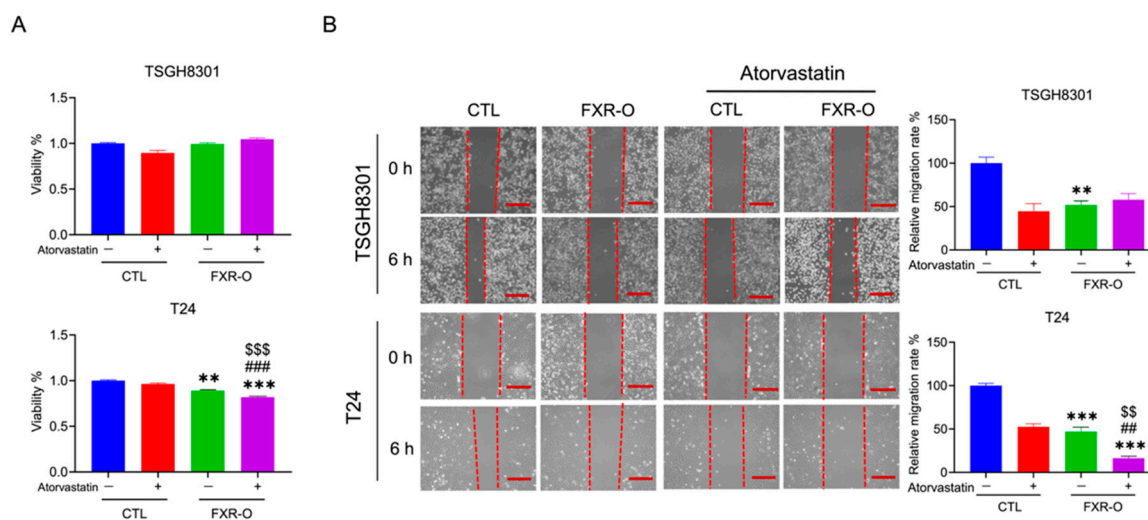 A
TSGH8301
Viability %
1.5
1.0
0.5
0.0
Atorvastatin
— + — +
CTL FXR-O
T24
Viability %
1.5
1.0
0.5
0.0
$$$
###
** ***
Atorvastatin
— + — +
CTL FXR-O
B
Atorvastatin
CTL FXR-O CTL FXR-O
TSGH8301
0 h
6 h
T24
0 h
6 h
TSGH8301
Relative migration rate %
150
100
50
0
**
Atorvastatin
— + — +
CTL FXR-O
T24
Relative migration rate %
150
100
50
0
$$
##
*** ***
Atorvastatin
— + — +
CTL FXR-O